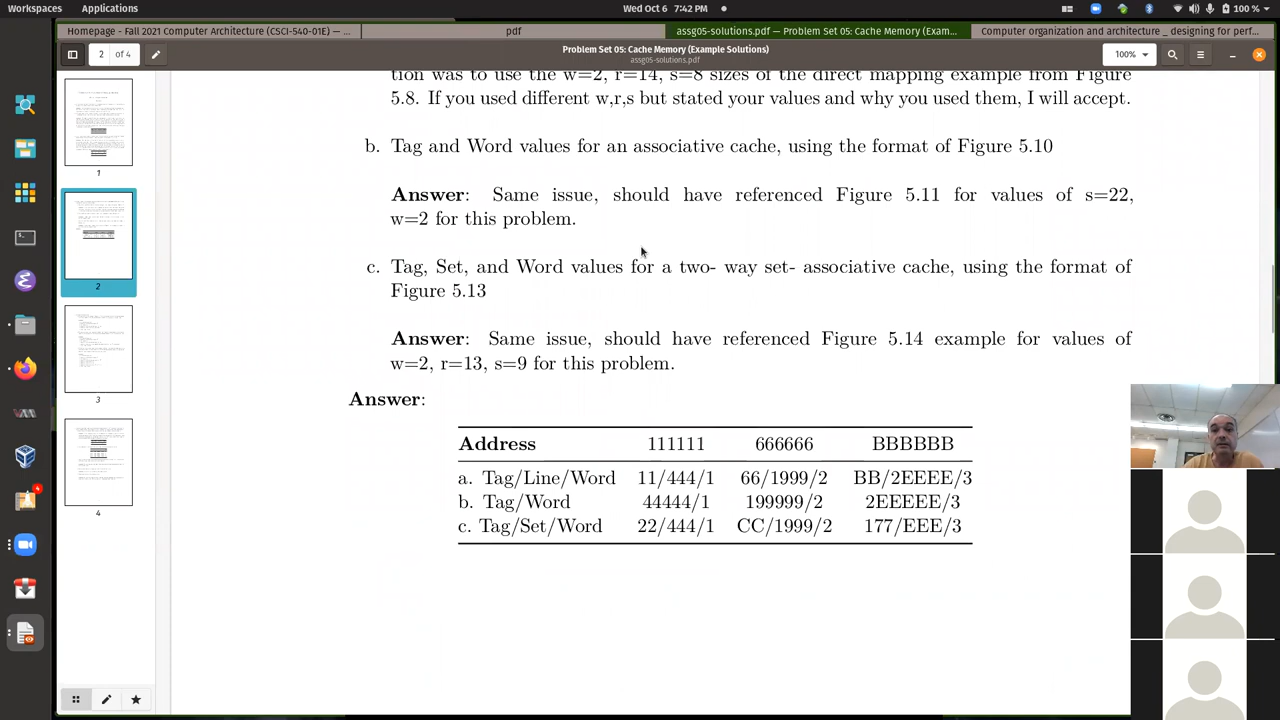 Workspaces Applications Wed Oct 6 7:42 PM 100 %
Homepage - Fall 2021 Computer Architecture (CSCI-540-01E) — ... pdf assg05-solutions.pdf — Problem Set 05: Cache Memory (Exam... Computer organization and architecture _ designing for perf...
2 of 4 Problem Set 05: Cache Memory (Example Solutions) 100%
assg05-solutions.pdf
tion was to use the w=2, r=14, s=8 sizes of the direct mapping example from Figure
5.8. If you used different w,r,s but stated your values and why you used them, I will accept.
b. Tag and Word values for an associative cache, using the format of Figure 5.10
Answer: Same issue, should have referenced Figure 5.11 for values of s=22,
w=2 for this problem.
c. Tag, Set, and Word values for a two- way set- associative cache, using the format of
Figure 5.13
Answer: Same issue, should have referenced Figure 5.14 example for values of
w=2, r=13, s=9 for this problem.
Answer:
Address 111111 666666 BBBBBB
a. Tag/Line/Word 11/444/1 66/1999/2 BB/2EEEE/3
b. Tag/Word 44444/1 199999/2 2EEEEE/3
c. Tag/Set/Word 22/444/1 CC/1999/2 177/EEE/3
1
2
3
4
4